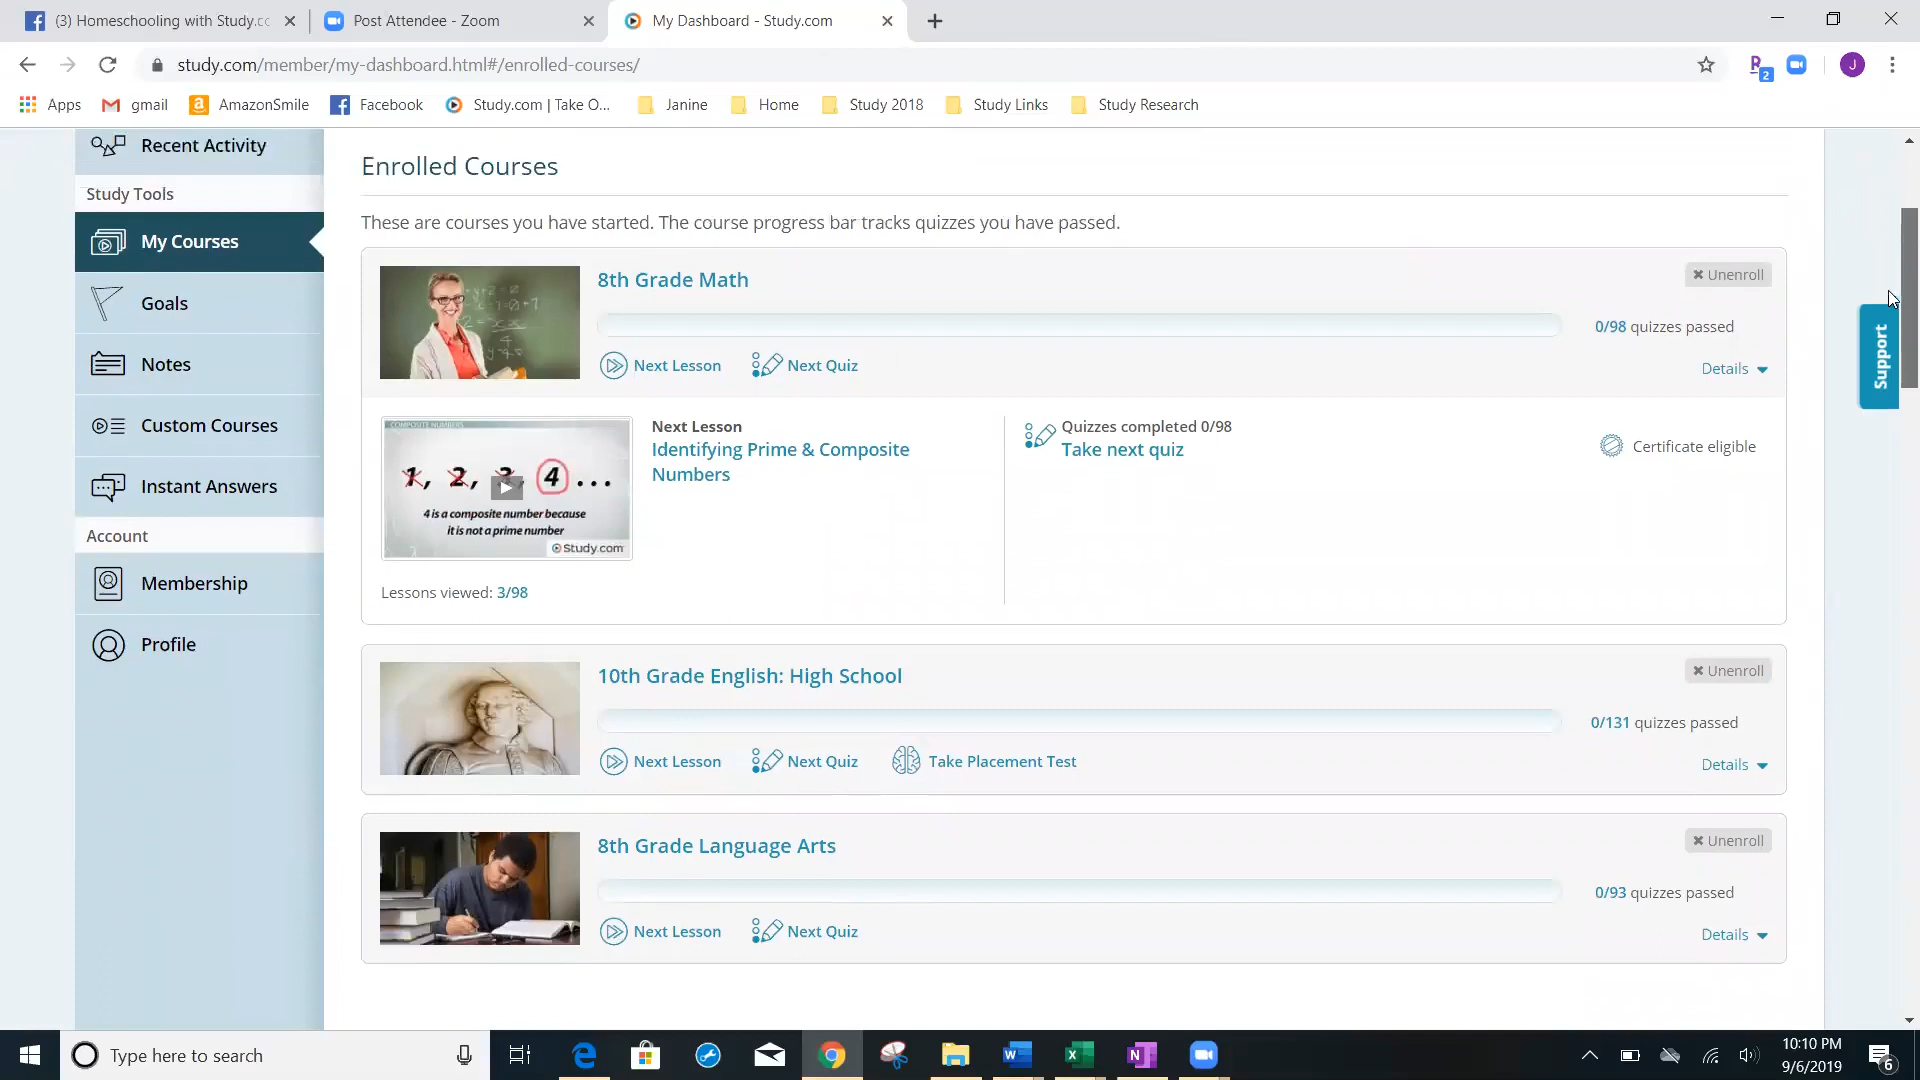 (3) Homeschooling with Study.cc
Post Attendee - Zoom
My Dashboard - Study.com
study.com/member/my-dashboard.html#/enrolled-courses/
2
J
Apps
gmail
AmazonSmile
Facebook
Study.com | Take O...
Janine
Home
Study 2018
Study Links
Study Research
Recent Activity
Study Tools
My Courses
Goals
Notes
Custom Courses
Instant Answers
Account
Membership
Profile
Enrolled Courses
These are courses you have started. The course progress bar tracks quizzes you have passed.
8th Grade Math
Unenroll
0/98 quizzes passed
Next Lesson
Next Quiz
Details
COMPOSITE NUMBERS
1, 2, 3, 4 ...
4 is a composite number because
it is not a prime number
Study.com
Next Lesson
Identifying Prime & Composite
Numbers
Lessons viewed: 3/98
Quizzes completed 0/98
Take next quiz
Certificate eligible
10th Grade English: High School
Unenroll
0/131 quizzes passed
Next Lesson
Next Quiz
Take Placement Test
Details
8th Grade Language Arts
Unenroll
0/93 quizzes passed
Next Lesson
Next Quiz
Details
Support
Type here to search
10:10 PM
9/6/2019
6